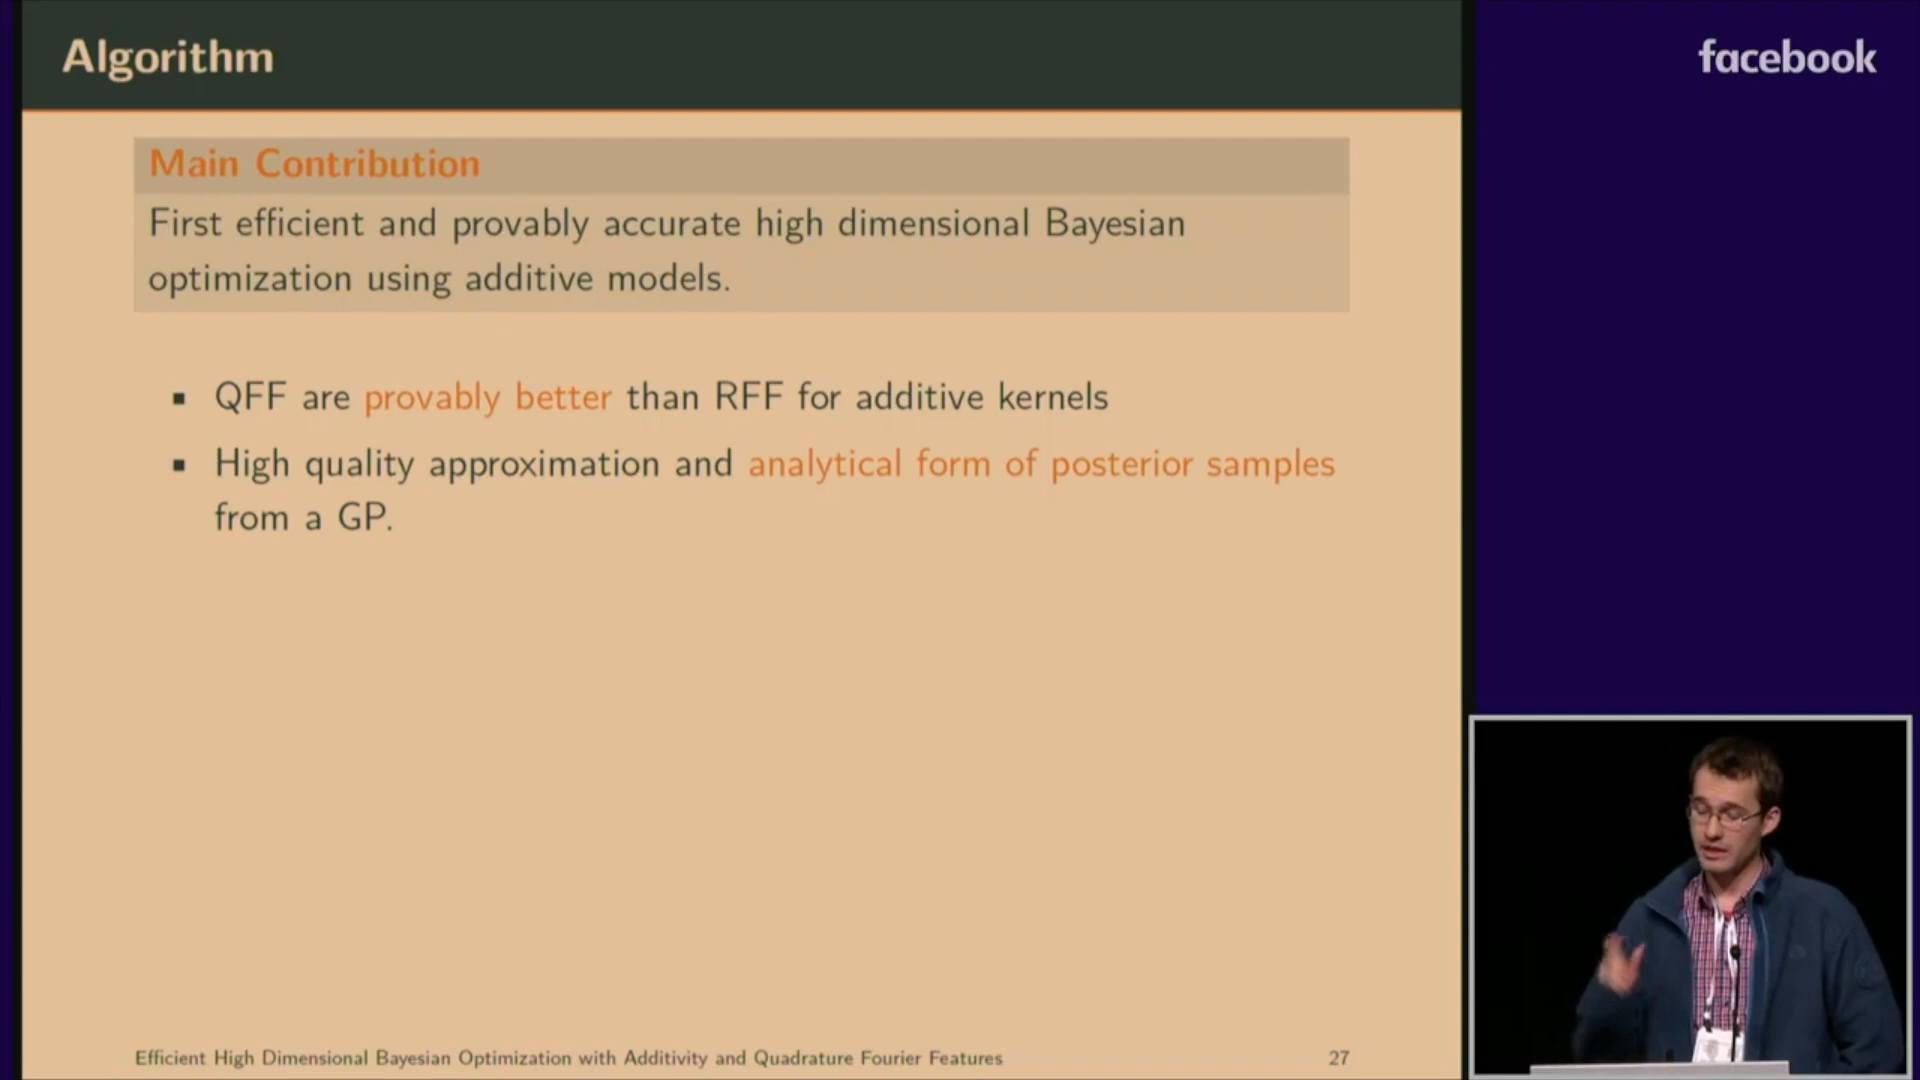 Algorithm
facebook
Main Contribution
First efficient and provably accurate high dimensional Bayesian
optimization using additive models.
▪ QFF are provably better than RFF for additive kernels
▪ High quality approximation and analytical form of posterior samples
from a GP.
Efficient High Dimensional Bayesian Optimization with Additivity and Quadrature Fourier Features 27